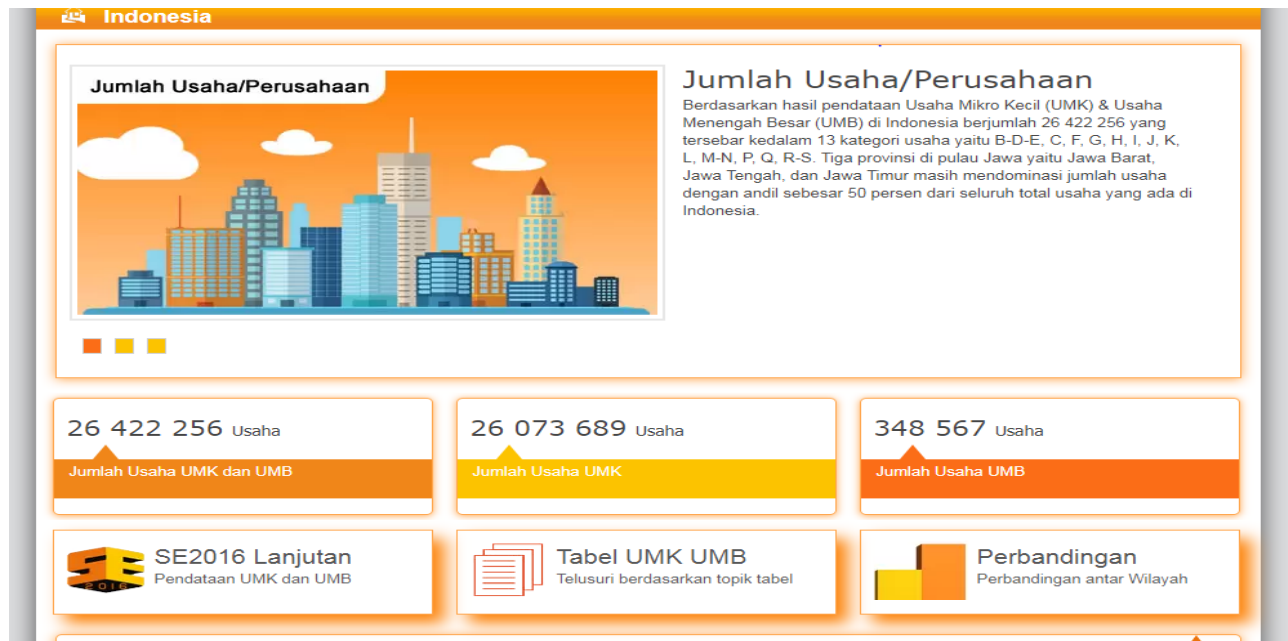 Indonesia
Jumlah Usaha/Perusahaan
Jumlah Usaha/Perusahaan
Berdasarkan hasil pendataan Usaha Mikro Kecil (UMK) & Usaha
Menengah Besar (UMB) di Indonesia berjumlah 26 422 256 yang
tersebar kedalam 13 kategori usaha yaitu B-D-E, C, F, G, H, I, J, K,
L, M-N, P, Q, R-S. Tiga provinsi di pulau Jawa yaitu Jawa Barat,
Jawa Tengah, dan Jawa Timur masih mendominasi jumlah usaha
dengan andil sebesar 50 persen dari seluruh total usaha yang ada di
Indonesia.
26 422 256 Usaha
Jumlah Usaha UMK dan UMB
26 073 689 Usaha
Jumlah Usaha UMK
348 567 Usaha
Jumlah Usaha UMB
SE
2016
SE2016 Lanjutan
Pendataan UMK dan UMB
Tabel UMK UMB
Telusuri berdasarkan topik tabel
Perbandingan
Perbandingan antar Wilayah